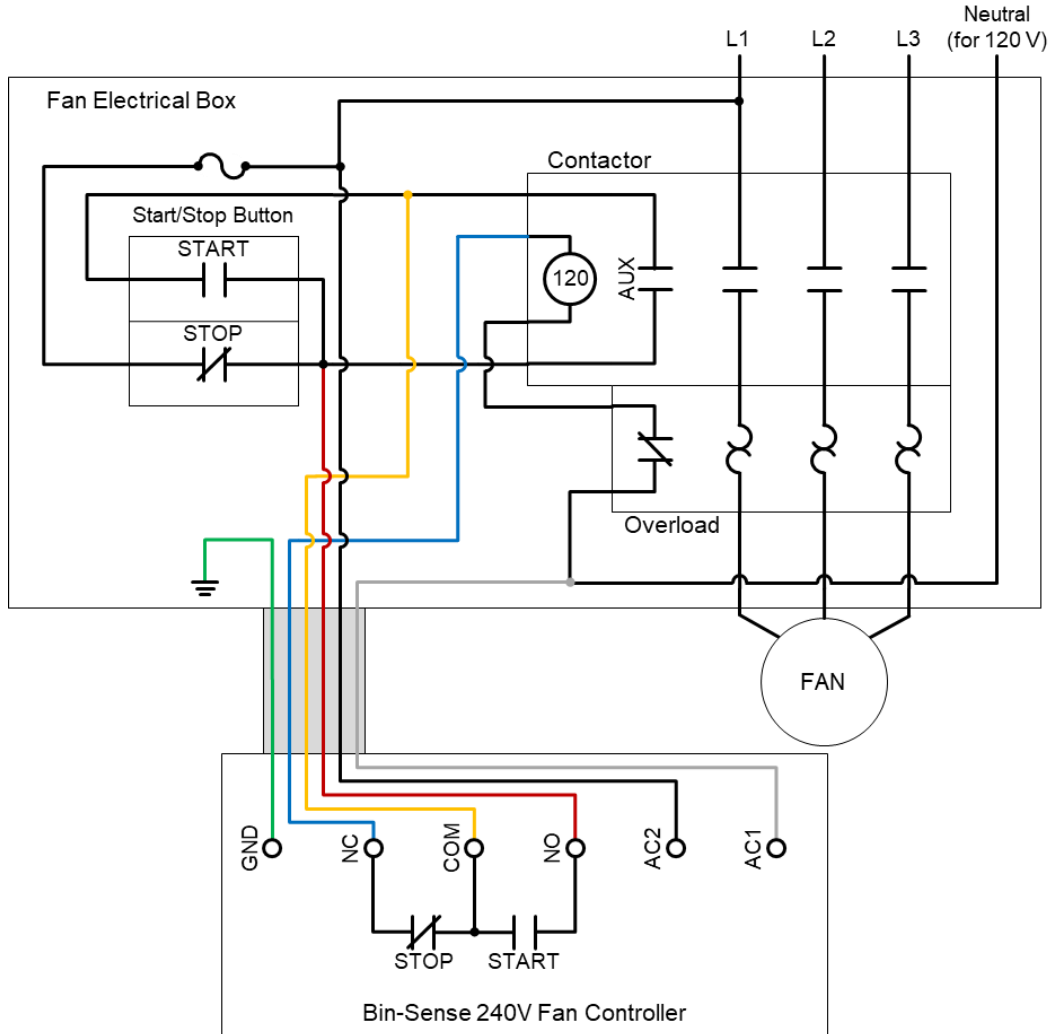 Neutral
(for 120 V)
L1
L2
L3
Fan Electrical Box
Contactor
Start/Stop Button
START
120
AUX
STOP
Overload
FAN
GND
NC
COM
NO
AC2
AC1
STOP
START
Bin-Sense 240V Fan Controller